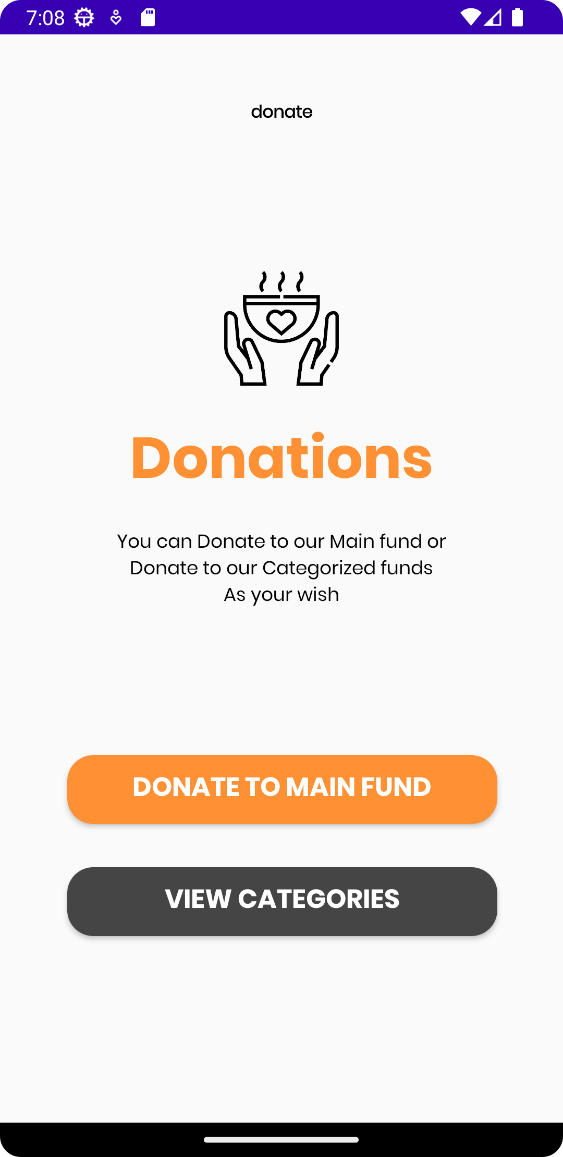 7:08
donate
Donations
You can Donate to our Main fund or
Donate to our Categorized funds
As your wish
DONATE TO MAIN FUND
VIEW CATEGORIES